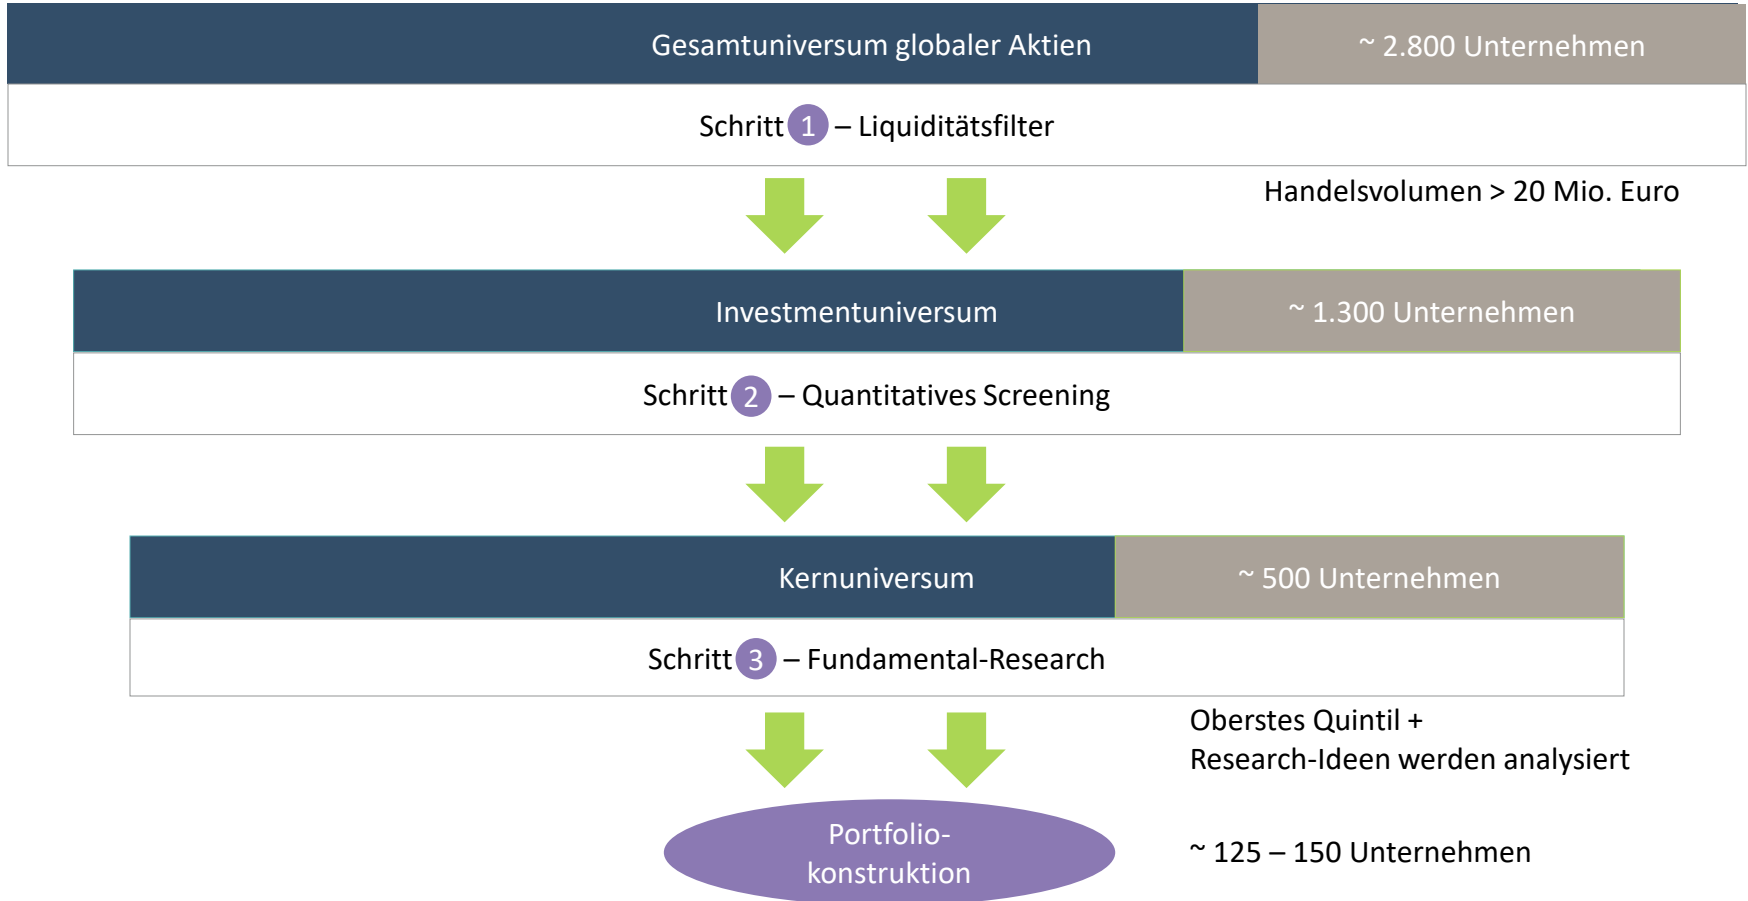 Gesamtuniversum globaler Aktien
~ 2.800 Unternehmen
Schritt 1 – Liquiditätsfilter
Handelsvolumen > 20 Mio. Euro
Investmentuniversum
~ 1.300 Unternehmen
Schritt 2 – Quantitatives Screening
Kernuniversum
~ 500 Unternehmen
Schritt 3 – Fundamental-Research
Oberstes Quintil +
Research-Ideen werden analysiert
Portfolio-
konstruktion
~ 125 – 150 Unternehmen